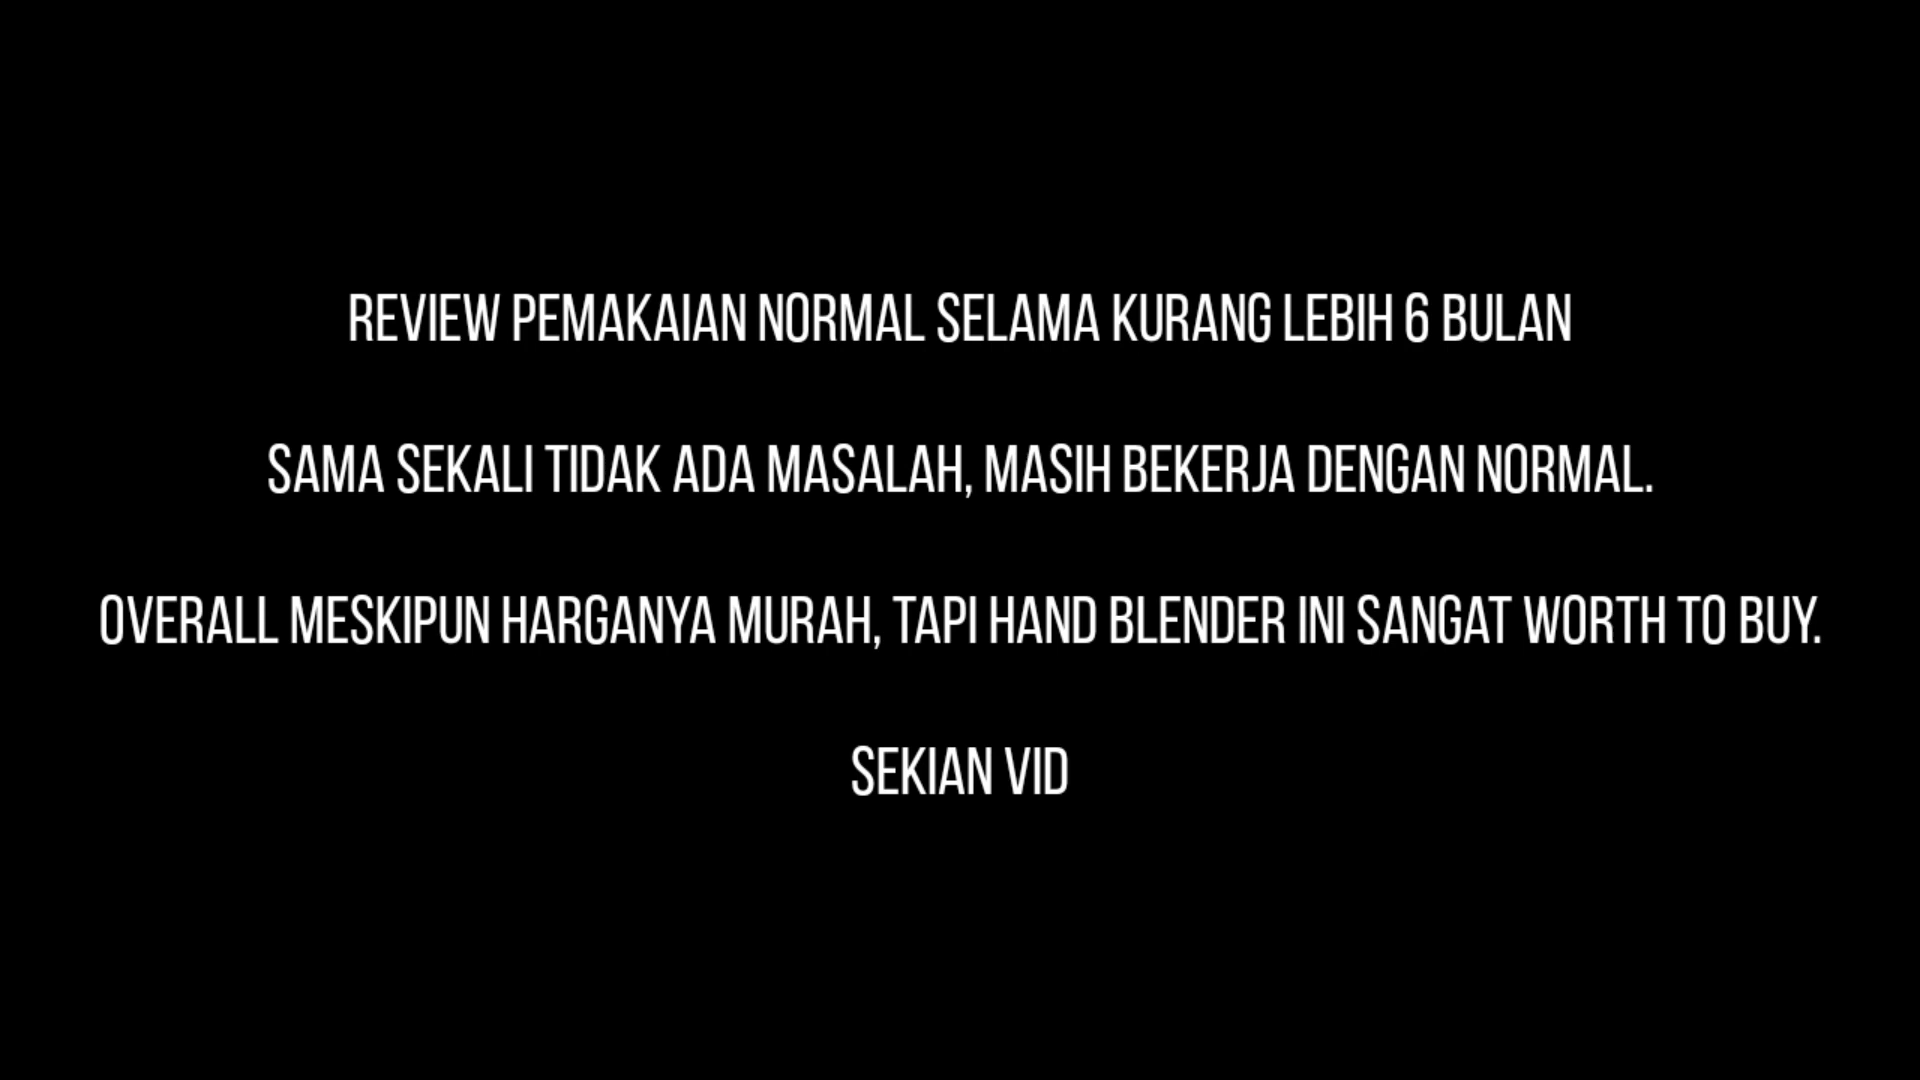 REVIEW PEMAKAIAN NORMAL SELAMA KURANG LEBIH 6 BULAN
SAMA SEKALI TIDAK ADA MASALAH, MASIH BEKERJA DENGAN NORMAL.
OVERALL MESKIPUN HARGANYA MURAH, TAPI HAND BLENDER INI SANGAT WORTH TO BUY.
SEKIAN VID